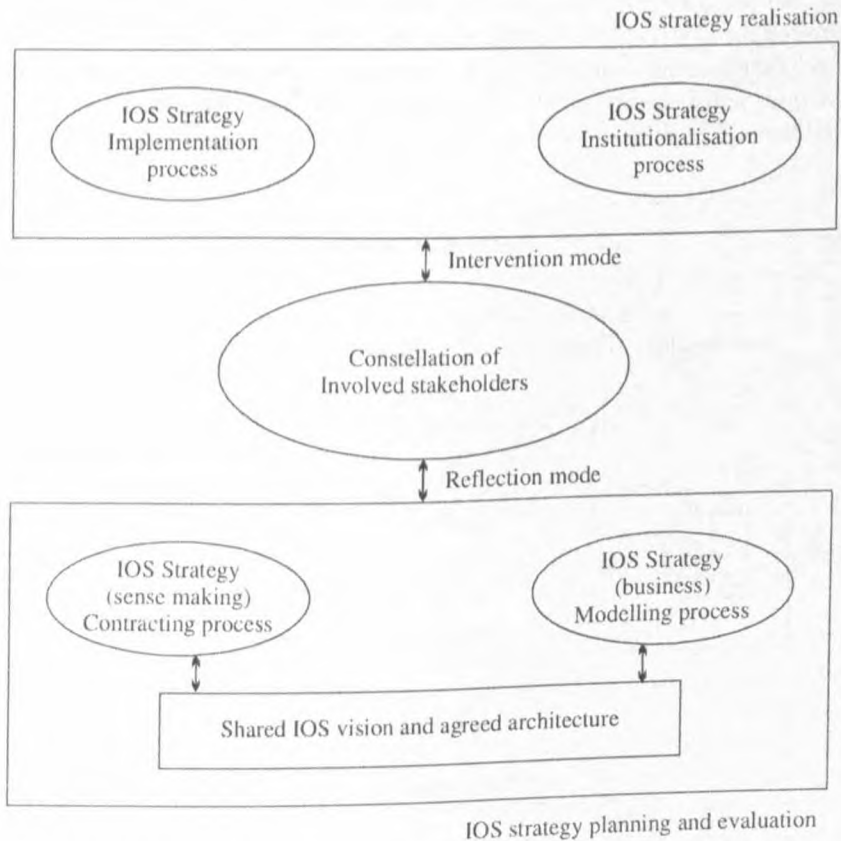 IOS strategy realisation
IOS Strategy
Implementation
process
IOS Strategy
Institutionalisation
process
Intervention mode
Constellation of
Involved stakeholders
Reflection mode
IOS Strategy
(sense making)
Contracting process
IOS Strategy
(business)
Modelling process
Shared IOS vision and agreed architecture
IOS strategy planning and evaluation